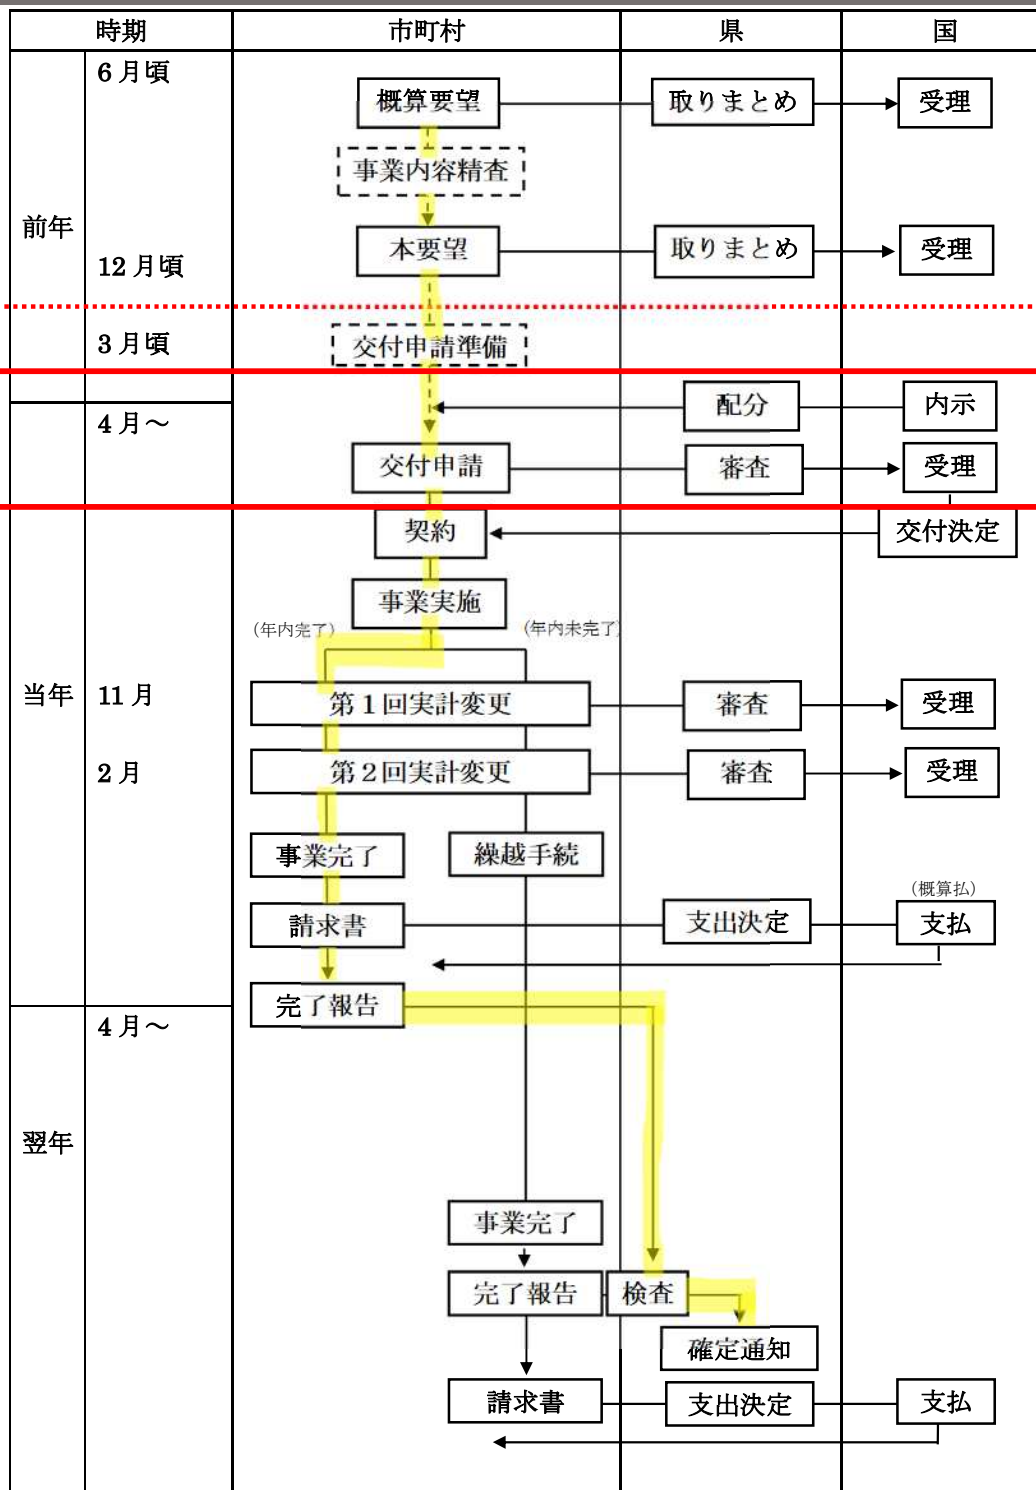 時期 市町村 県 国
6月頃
概算要望 取りまとめ 受理
事業内容精査
前年
本要望 取りまとめ 受理
12月頃
3月頃 交付申請準備
配分 内示
4月～
交付申請 審査 受理
契約 交付決定
事業実施
(年内完了) (年内未完了)
当年 11月 第1回実計変更 審査 受理
2月 第2回実計変更 審査 受理
事業完了 繰越手続
(概算払)
請求書 支出決定 支払
完了報告
4月～
翌年
事業完了
完了報告 検査
確定通知
請求書 支出決定 支払